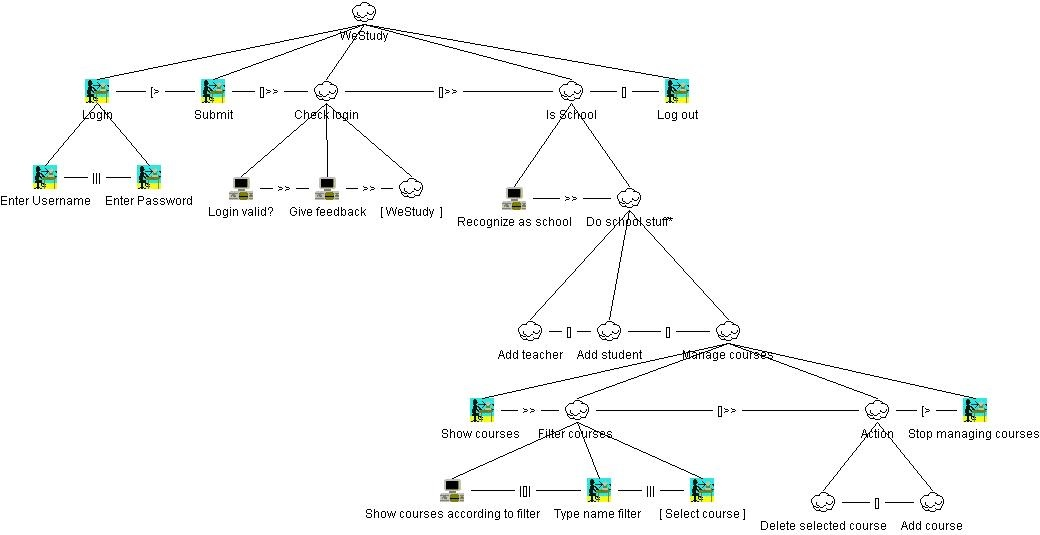 WeStudy
[> []>> []>> []
Login Submit Check login Is School Log out
||| >> >> >>
Enter Username Enter Password Login valid? Give feedback [ WeStudy ] Recognize as school Do school stuff*
[] []
Add teacher Add student Manage courses
>> []>> [>
Show courses Filter courses Action Stop managing courses
|[]| ||| []
Show courses according to filter Type name filter [ Select course ] Delete selected course Add course